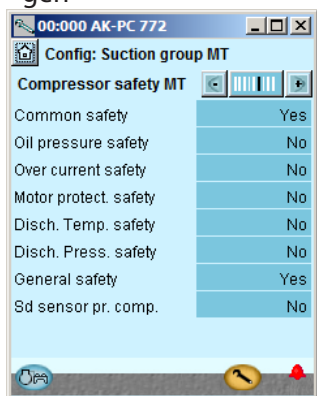 gen
00:000 AK-PC 772
Config: Suction group MT
Compressor safety MT
Common safety Yes
Oil pressure safety No
Over current safety No
Motor protect. safety No
Disch. Temp. safety No
Disch. Press. safety No
General safety Yes
Sd sensor pr. comp. No